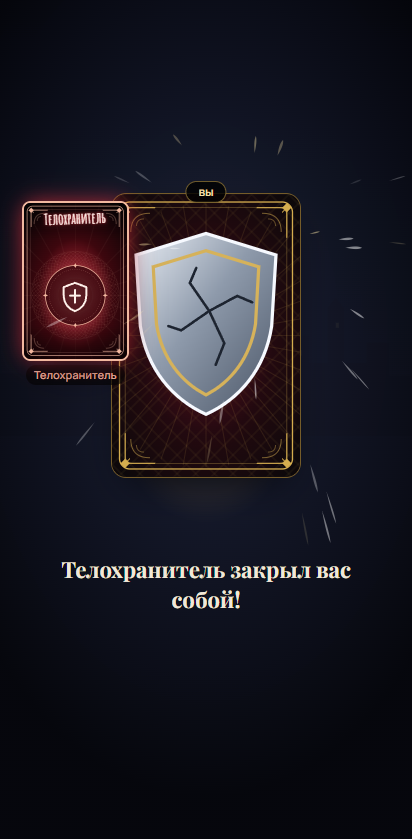 вы
Телохранитель
Телохранитель
Телохранитель закрыл вас
собой!